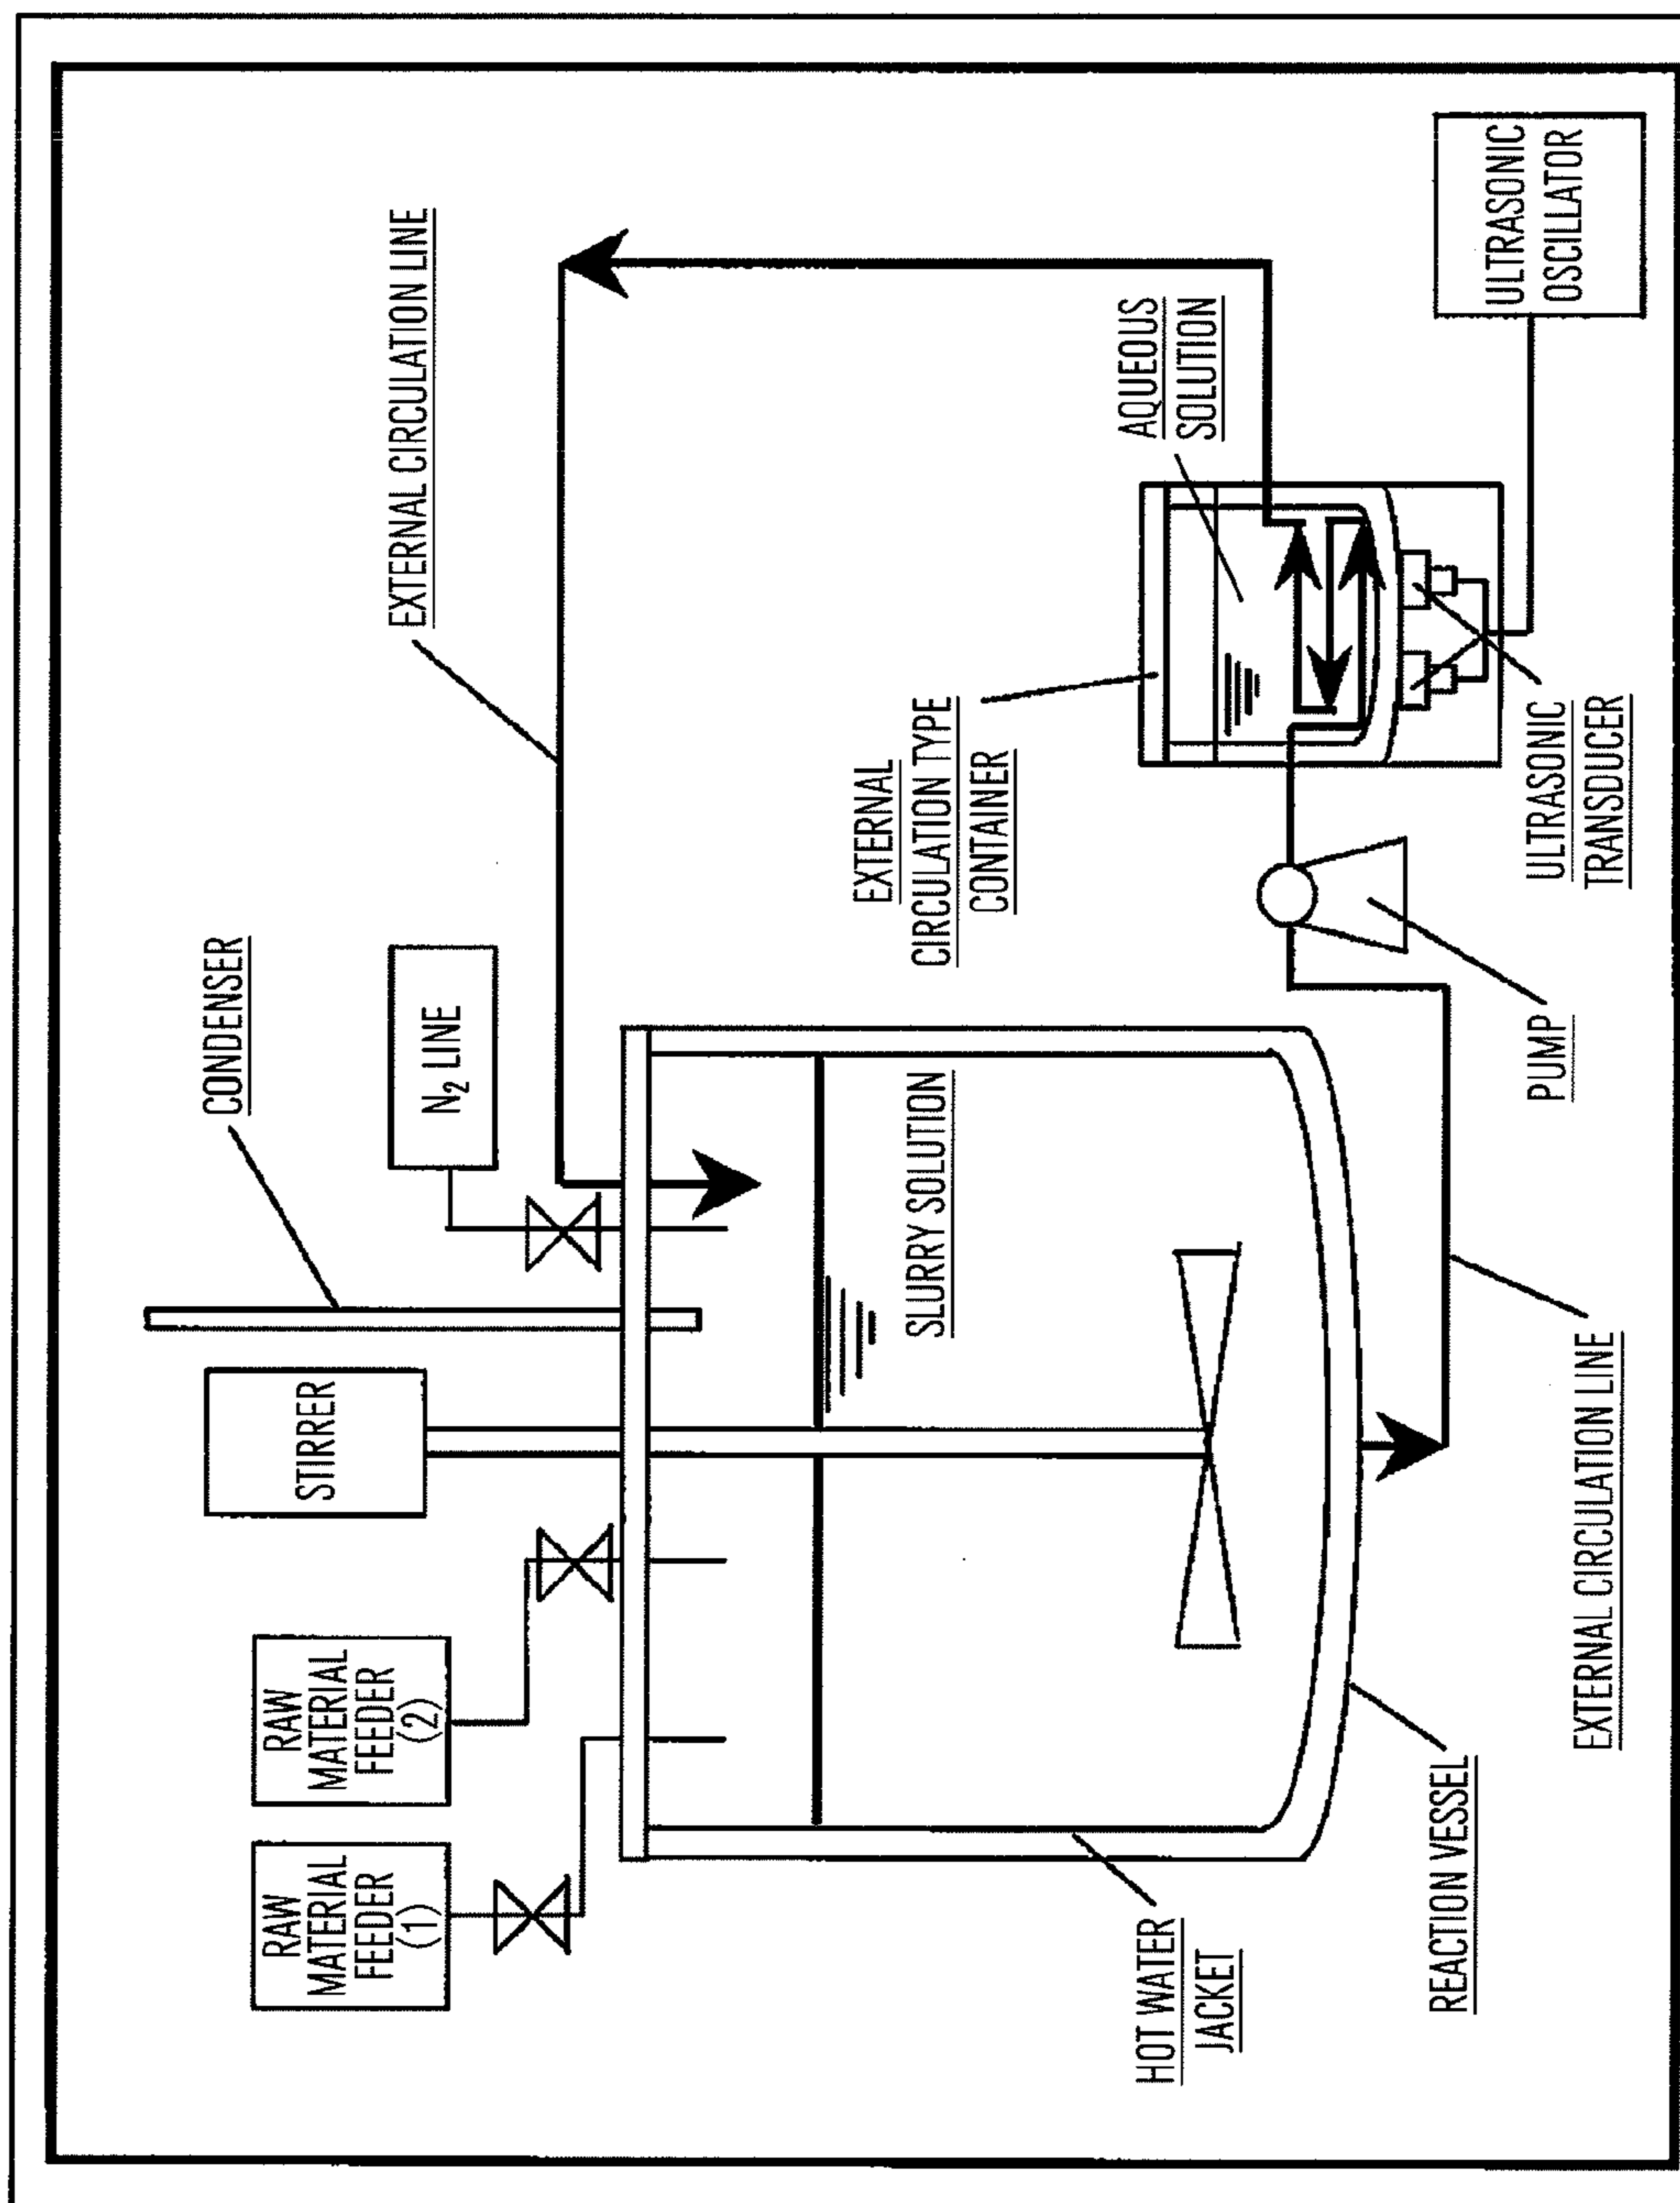 CONDENSER
EXTERNAL CIRCULATION LINE
STIRRER
N₂ LINE
RAW
MATERIAL
FEEDER
(1)
RAW
MATERIAL
FEEDER
(2)
SLURRY SOLUTION
EXTERNAL
CIRCULATION TYPE
CONTAINER
AQUEOUS
SOLUTION
ULTRASONIC
OSCILLATOR
HOT WATER
JACKET
REACTION VESSEL
EXTERNAL CIRCULATION LINE
PUMP
ULTRASONIC
TRANSDUCER